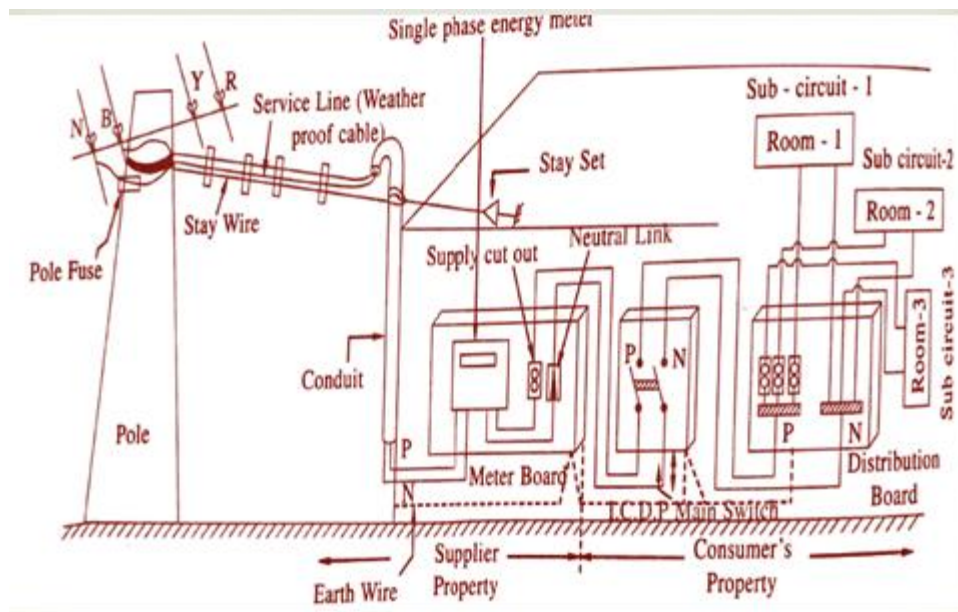 Single phase energy meter
Y R
N B
Service Line (Weather
proof cable)
Sub - circuit - 1
Room - 1
Sub circuit-2
Room - 2
Stay Set
Stay Wire
Neutral Link
Supply cut out
Pole Fuse
Room-3
Sub circuit-3
P N
Conduit
Pole
P
P N
Meter Board
Distribution
Board
N
I.C.D.P Main Switch
Supplier
Property
Consumer's
Property
Earth Wire